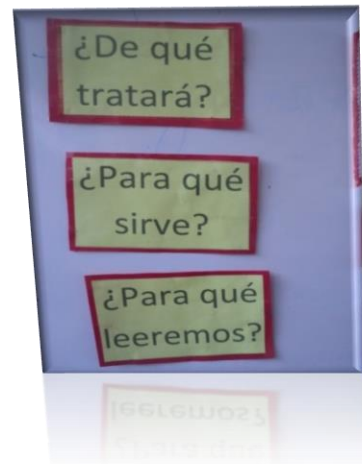 ¿De qué
tratará?
¿Para qué
sirve?
¿Para qué
leeremos?